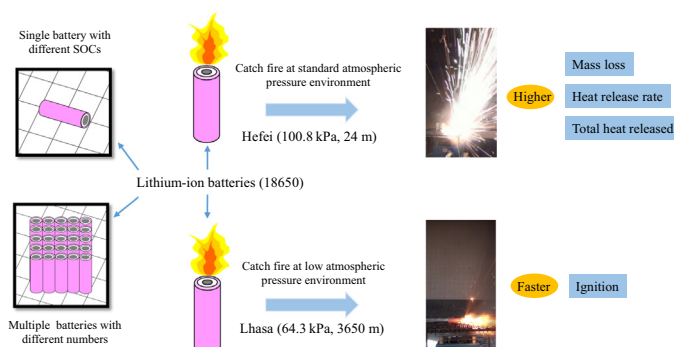 Single battery with
different SOCs
Catch fire at standard atmospheric
pressure environment
Hefei (100.8 kPa, 24 m)
Higher
Mass loss
Heat release rate
Total heat released
Lithium-ion batteries (18650)
Multiple batteries with
different numbers
Catch fire at low atmospheric
pressure environment
Lhasa (64.3 kPa, 3650 m)
Faster
Ignition